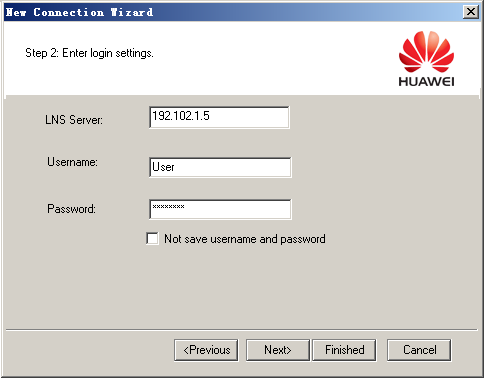 New Connection Wizard
Step 2: Enter login settings.
HUAWEI
LNS Server: 192.102.1.5
Username: User
Password: ********
Not save username and password
<Previous Next> Finished Cancel